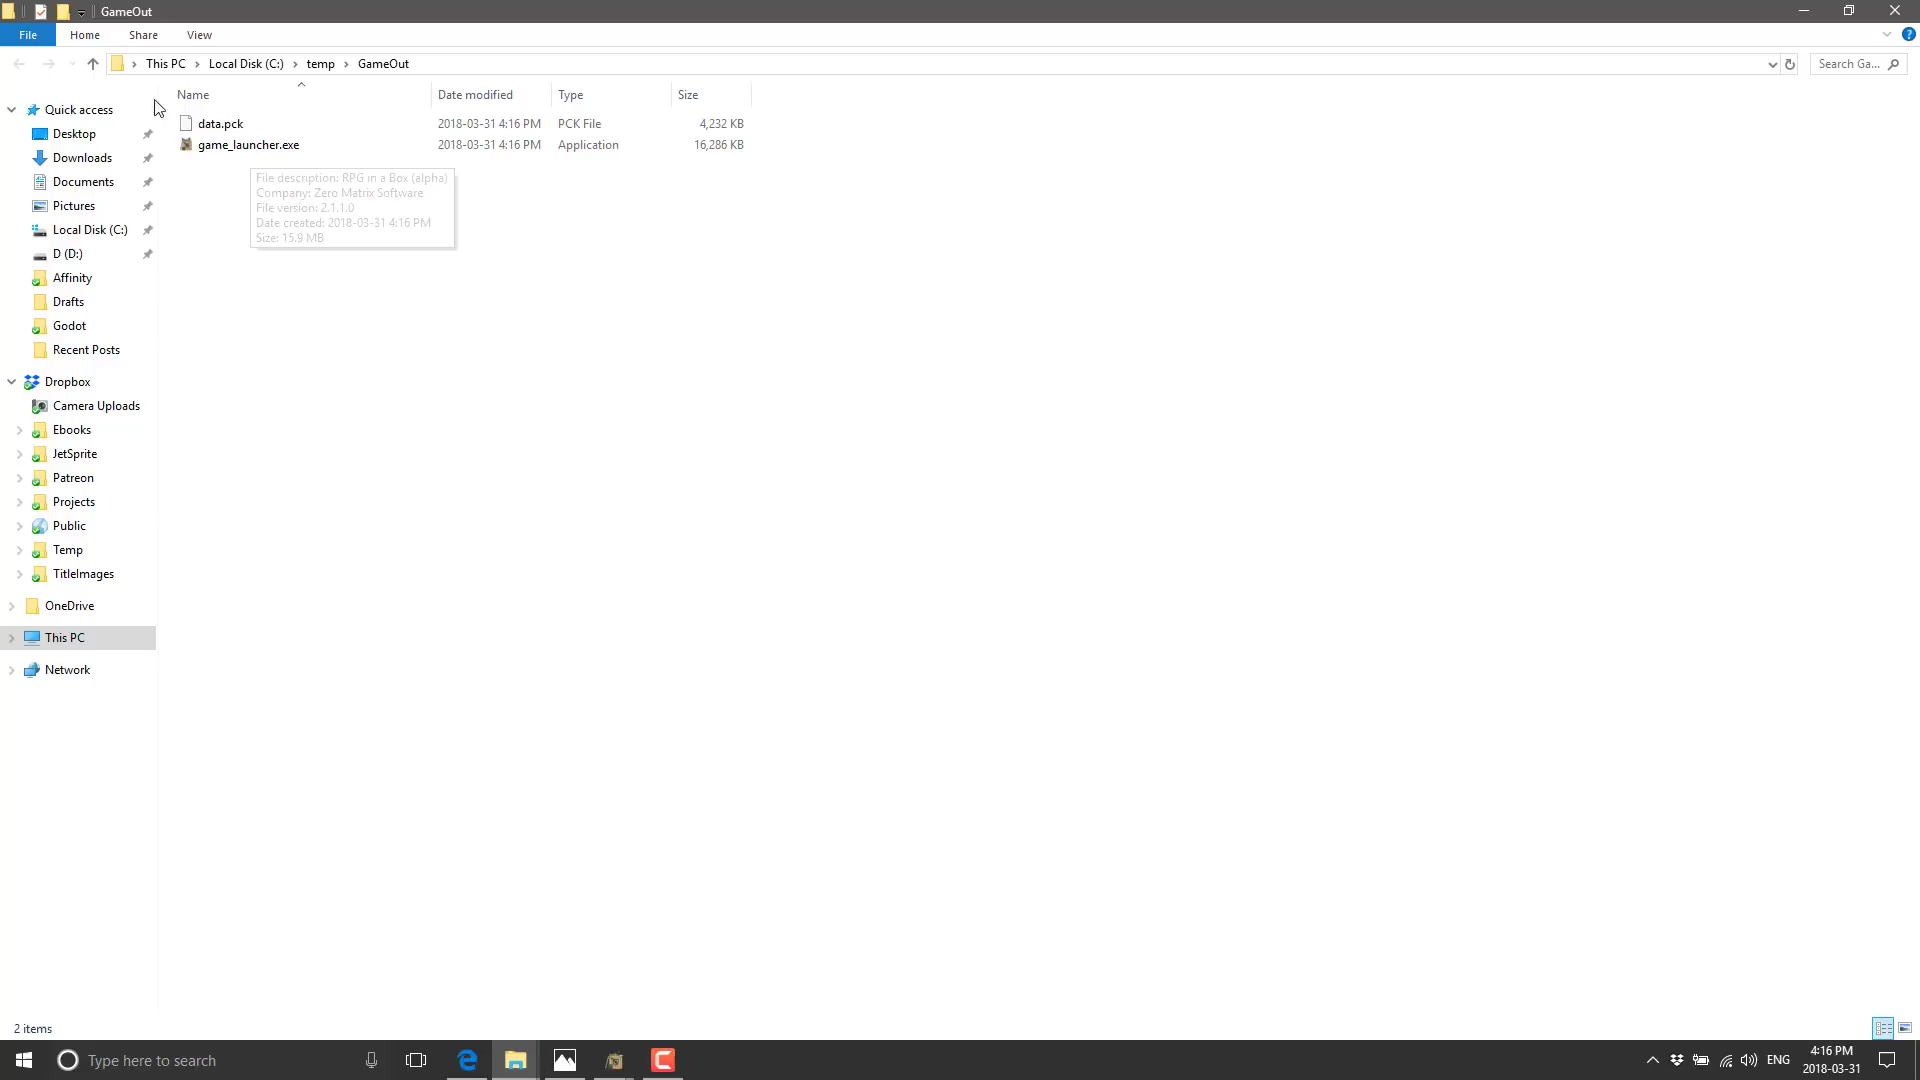 GameOut
File Home Share View
This PC Local Disk (C:) temp GameOut
Search Ga...
Name Date modified Type Size
data.pck 2018-03-31 4:16 PM PCK File 4,232 KB
game_launcher.exe 2018-03-31 4:16 PM Application 16,286 KB
File description: RPG in a Box (alpha)
Company: Zero Matrix Software
File version: 2.1.1.0
Date created: 2018-03-31 4:16 PM
Size: 15.9 MB
Quick access
Desktop
Downloads
Documents
Pictures
Local Disk (C:)
D (D:)
Affinity
Drafts
Godot
Recent Posts
Dropbox
Camera Uploads
Ebooks
JetSprite
Patreon
Projects
Public
Temp
TitleImages
OneDrive
This PC
Network
2 items
Type here to search
ENG
4:16 PM
2018-03-31